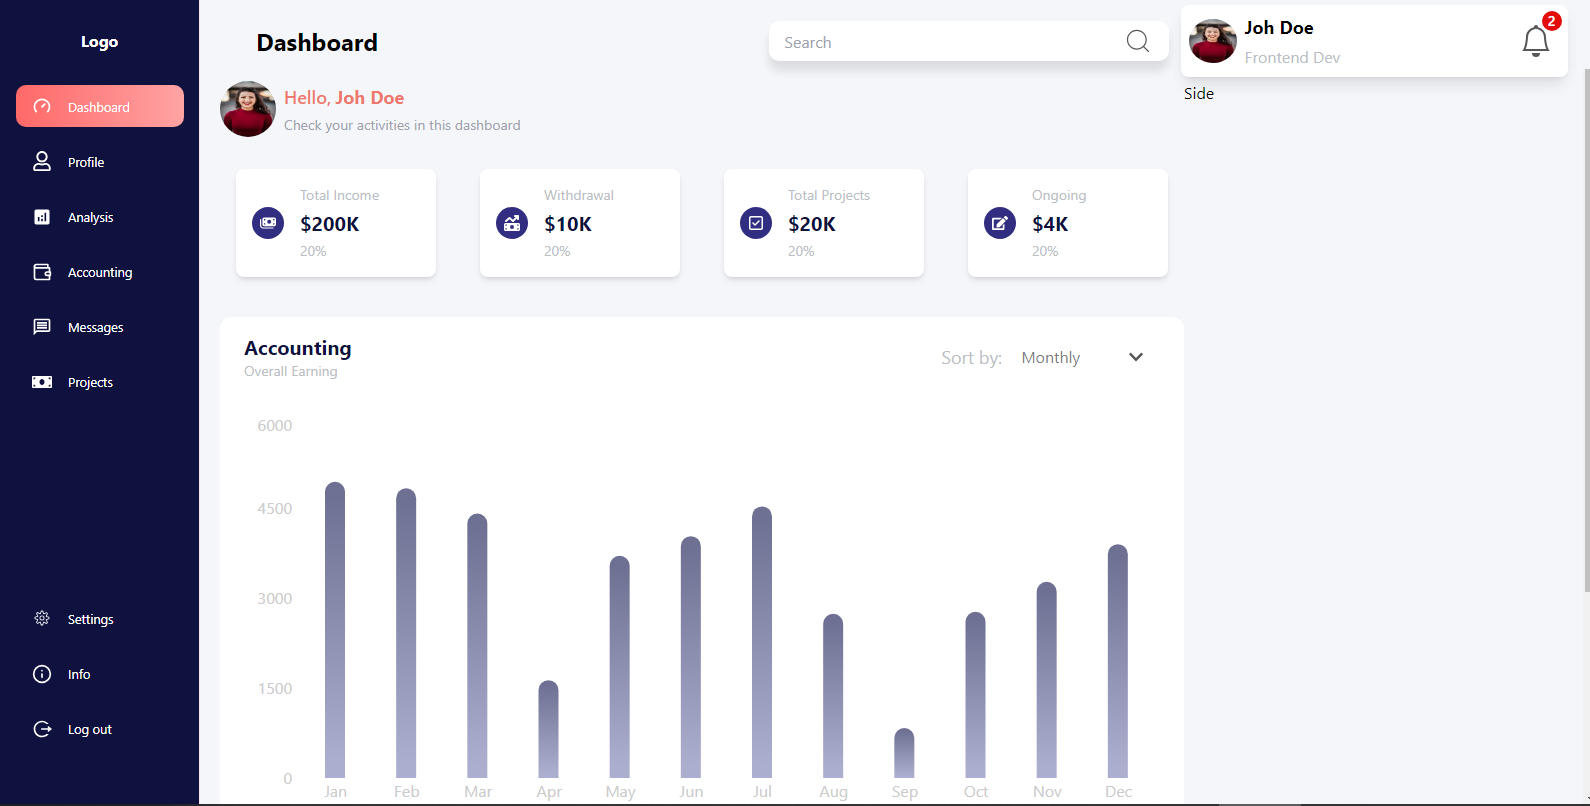 Logo
Dashboard
Profile
Analysis
Accounting
Messages
Projects
Settings
Info
Log out
Dashboard
Search
Joh Doe
Frontend Dev
2
Side
Hello, Joh Doe
Check your activities in this dashboard
Total Income
$200K
20%
Withdrawal
$10K
20%
Total Projects
$20K
20%
Ongoing
$4K
20%
Accounting
Overall Earning
Sort by: Monthly
6000
4500
3000
1500
0
Jan Feb Mar Apr May Jun Jul Aug Sep Oct Nov Dec